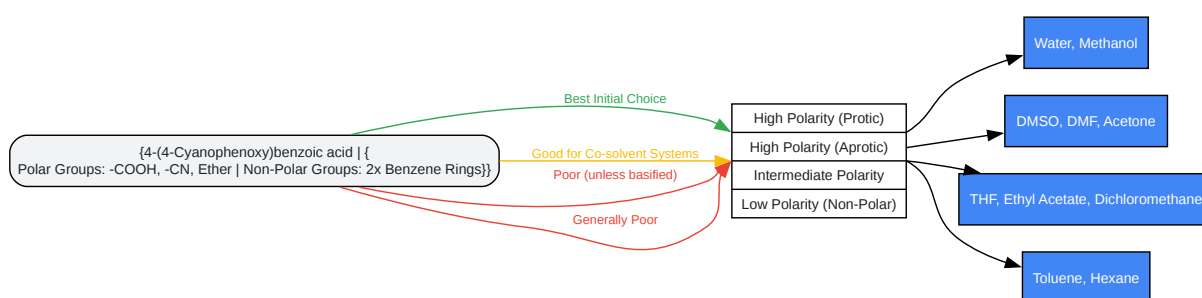 {4-(4-Cyanophenoxy)benzoic acid | {
Polar Groups: -COOH, -CN, Ether | Non-Polar Groups: 2x Benzene Rings}}
Best Initial Choice
Good for Co-solvent Systems
Poor (unless basified)
Generally Poor
High Polarity (Protic)
High Polarity (Aprotic)
Intermediate Polarity
Low Polarity (Non-Polar)
Water, Methanol
DMSO, DMF, Acetone
THF, Ethyl Acetate, Dichloromethane
Toluene, Hexane